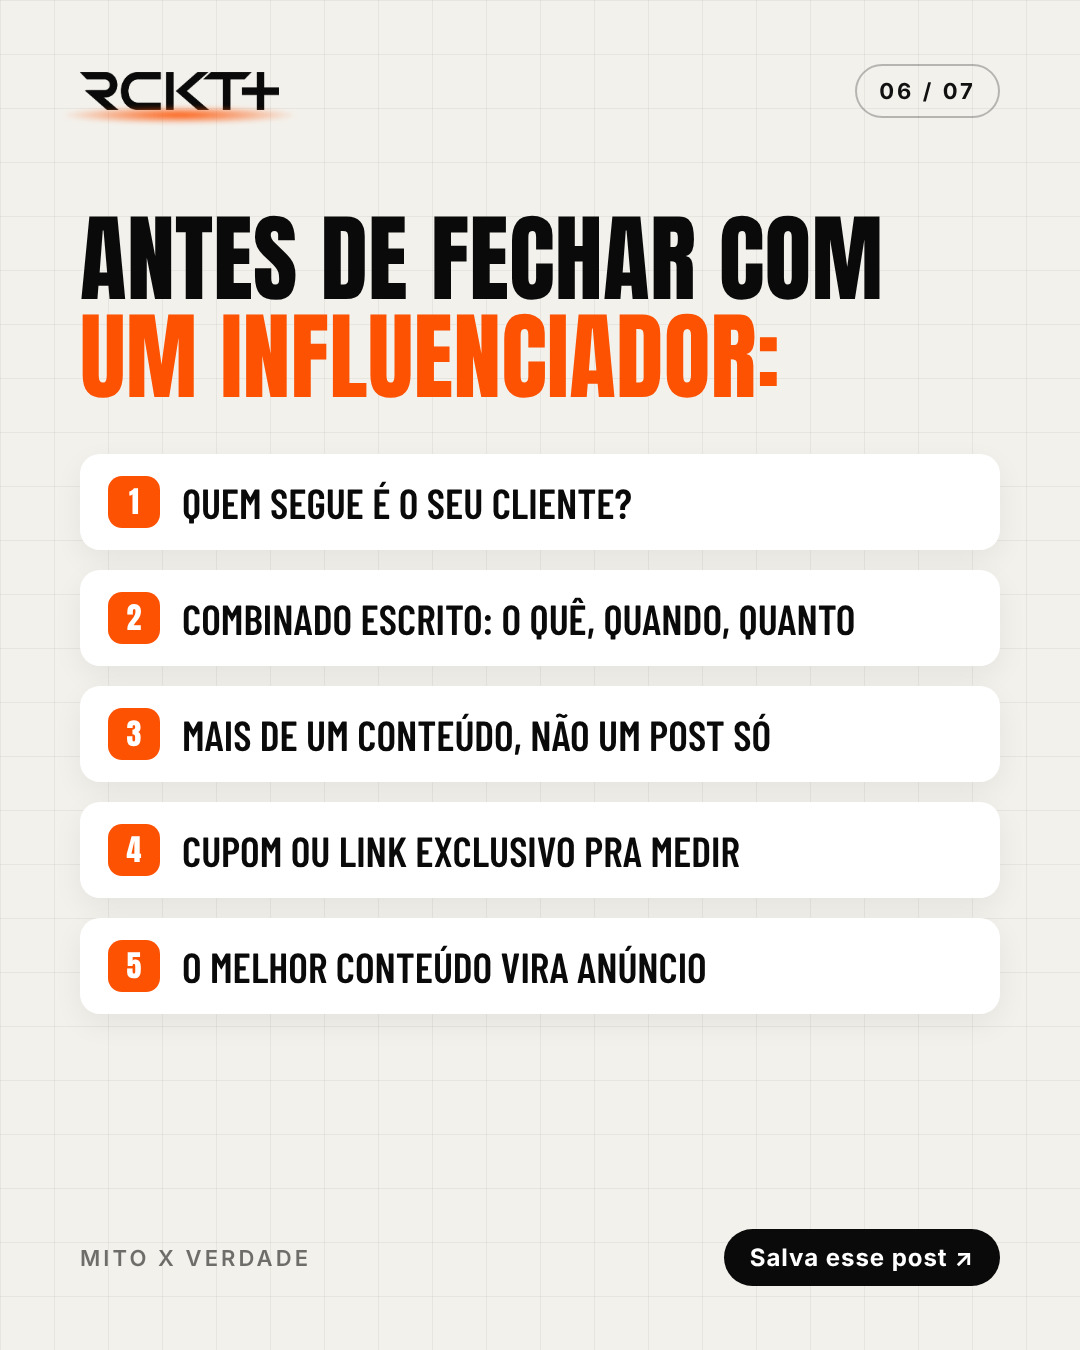 RCKT+
06 / 07
ANTES DE FECHAR COM
UM INFLUENCIADOR:
1 QUEM SEGUE É O SEU CLIENTE?
2 COMBINADO ESCRITO: O QUÊ, QUANDO, QUANTO
3 MAIS DE UM CONTEÚDO, NÃO UM POST SÓ
4 CUPOM OU LINK EXCLUSIVO PRA MEDIR
5 O MELHOR CONTEÚDO VIRA ANÚNCIO
MITO X VERDADE
Salva esse post ↗